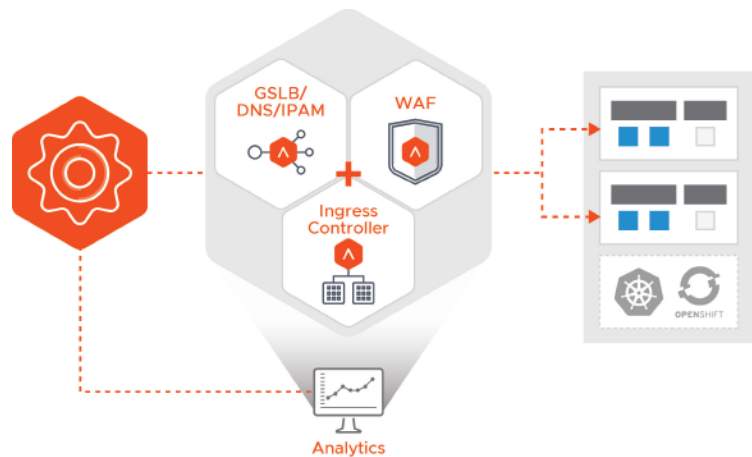 GSLB/
DNS/IPAM
WAF
Ingress
Controller
OPENSHIFT
Analytics